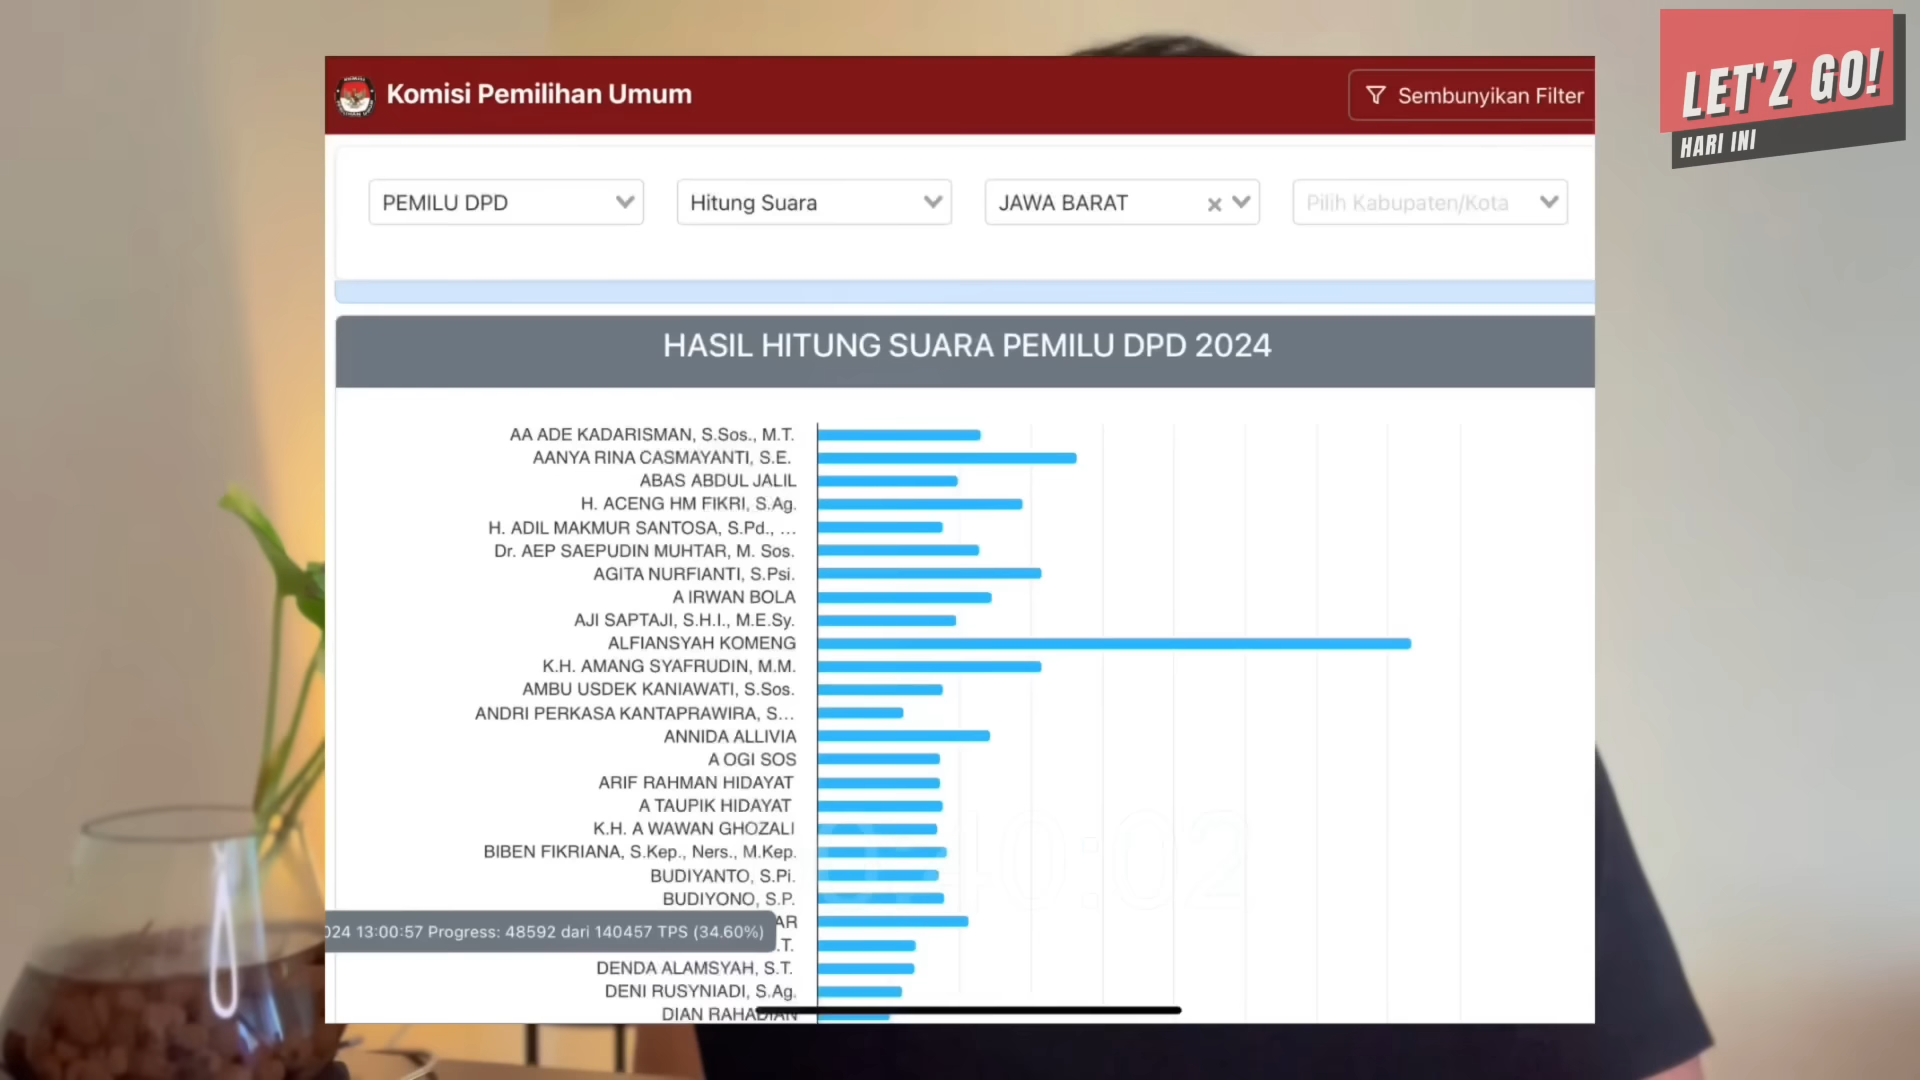 LET'Z GO!
HARI INI
Komisi Pemilihan Umum
Sembunyikan Filter
PEMILU DPD
Hitung Suara
JAWA BARAT
Pilih Kabupaten/Kota
HASIL HITUNG SUARA PEMILU DPD 2024
AA ADE KADARISMAN, S.Sos., M.T.
AANYA RINA CASMAYANTI, S.E.
ABAS ABDUL JALIL
H. ACENG HM FIKRI, S.Ag.
H. ADIL MAKMUR SANTOSA, S.Pd., ...
Dr. AEP SAEPUDIN MUHTAR, M. Sos.
AGITA NURFIANTI, S.Psi.
A IRWAN BOLA
AJI SAPTAJI, S.H.I., M.E.Sy.
ALFIANSYAH KOMENG
K.H. AMANG SYAFRUDIN, M.M.
AMBU USDEK KANIAWATI, S.Sos.
ANDRI PERKASA KANTAPRAWIRA, S...
ANNIDA ALLIVIA
A OGI SOS
ARIF RAHMAN HIDAYAT
A TAUPIK HIDAYAT
K.H. A WAWAN GHOZALI
BIBEN FIKRIANA, S.Kep., Ners., M.Kep.
BUDIYANTO, S.Pi.
BUDIYONO, S.P.
AR
024 13:00:57 Progress: 48592 dari 140457 TPS (34.60%)
.T.
DENDA ALAMSYAH, S.T.
DENI RUSYNIADI, S.Ag.
DIAN RAHADIAN